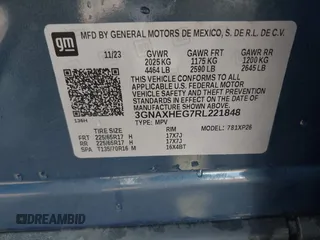 gm
MFD BY GENERAL MOTORS DE MEXICO, S. DE R.L. DE C.V.
11/23 GVWR GAWR FRT GAWR RR
2025 KG 1175 KG 1200 KG
4464 LB 2590 LB 2645 LB
THIS VEHICLE CONFORMS TO ALL
APPLICABLE U.S. FEDERAL MOTOR
VEHICLE SAFETY, BUMPER, AND
THEFT PREVENTION STANDARDS
IN EFFECT ON THE DATE OF
MANUFACTURE SHOWN ABOVE.
3GNAXHEG7RL221848
TYPE: MPV MODEL: 781XP26
TIRE SIZE RIM
FRT 225/65R17 H 17X7J
RR 225/65R17 H 17X7J
SPA T135/70R16 M 16X4BT
DREAMBID